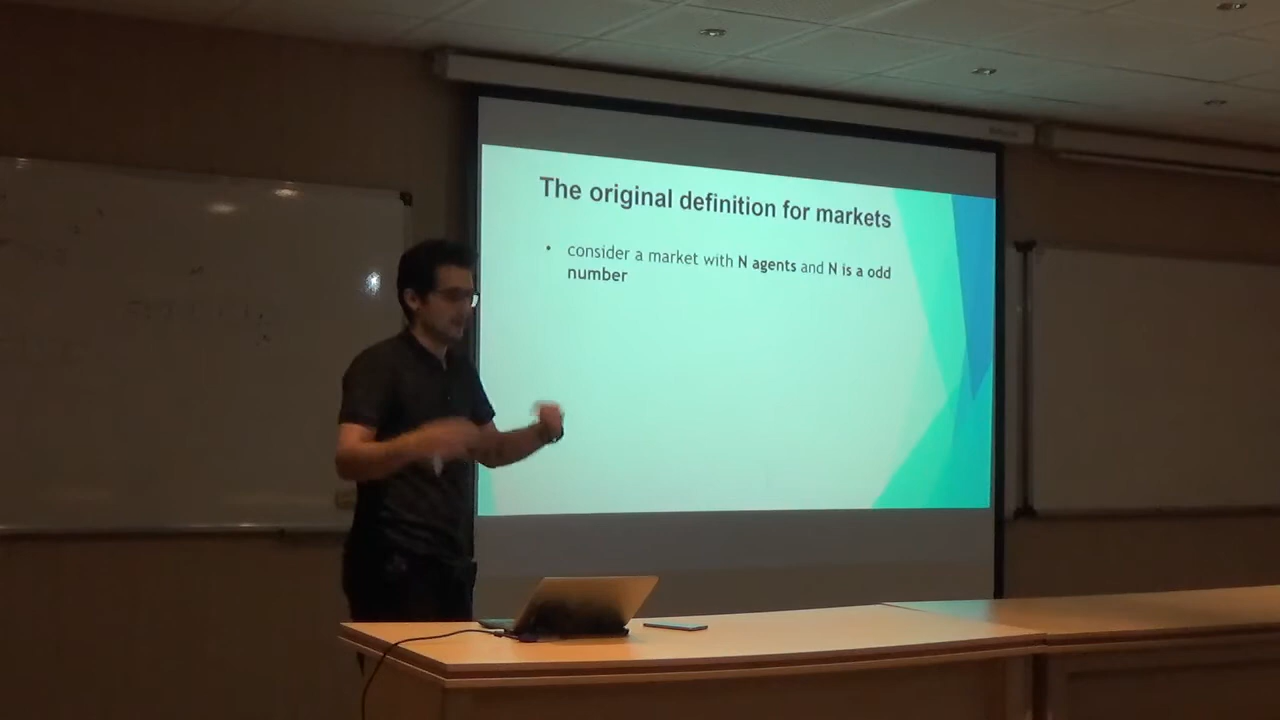 The original definition for markets
• consider a market with N agents and N is a odd
number